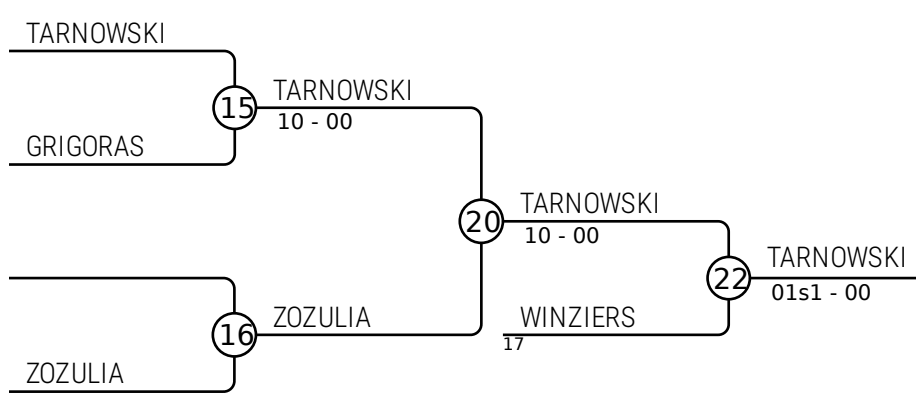 TARNOWSKI
15
TARNOWSKI
10 - 00
GRIGORAS
20
TARNOWSKI
10 - 00
22
TARNOWSKI
01s1 - 00
16
ZOZULIA
WINZIERS
17
ZOZULIA